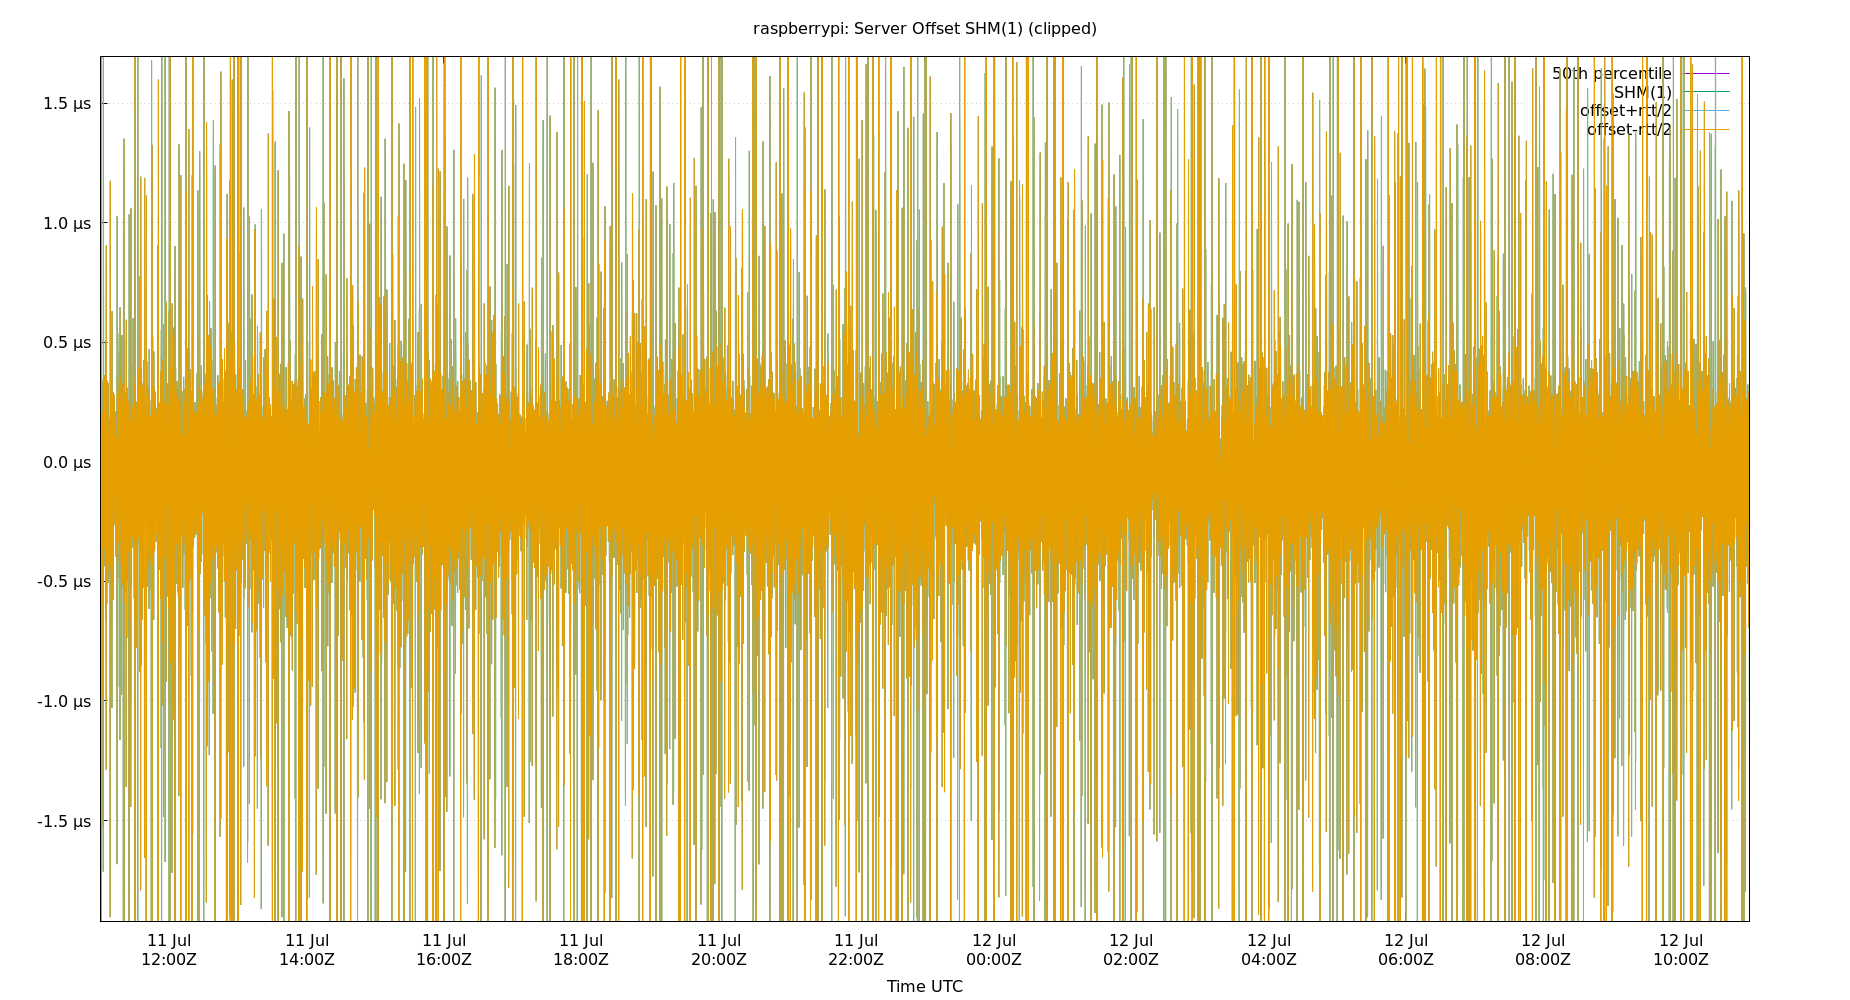 raspberrypi: Server Offset SHM(1) (clipped)
50th percentile
SHM(1)
offset+rtt/2
offset-rtt/2
1.5 µs
1.0 µs
0.5 µs
0.0 µs
-0.5 µs
-1.0 µs
-1.5 µs
11 Jul 11 Jul 11 Jul 11 Jul 11 Jul 11 Jul 12 Jul 12 Jul 12 Jul 12 Jul 12 Jul 12 Jul
12:00Z 14:00Z 16:00Z 18:00Z 20:00Z 22:00Z 00:00Z 02:00Z 04:00Z 06:00Z 08:00Z 10:00Z
Time UTC